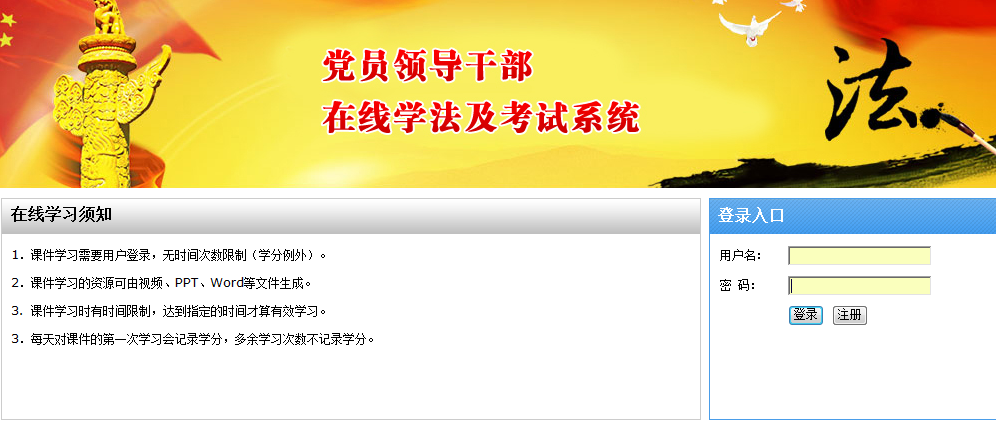 党员领导干部
在线学法及考试系统
法
在线学习须知
1. 课件学习需要用户登录，无时间次数限制（学分例外）。
2. 课件学习的资源可由视频、PPT、Word等文件生成。
3. 课件学习时有时间限制，达到指定的时间才算有效学习。
3. 每天对课件的第一次学习会记录学分，多余学习次数不记录学分。
登录入口
用户名：
密 码：
登录 注册